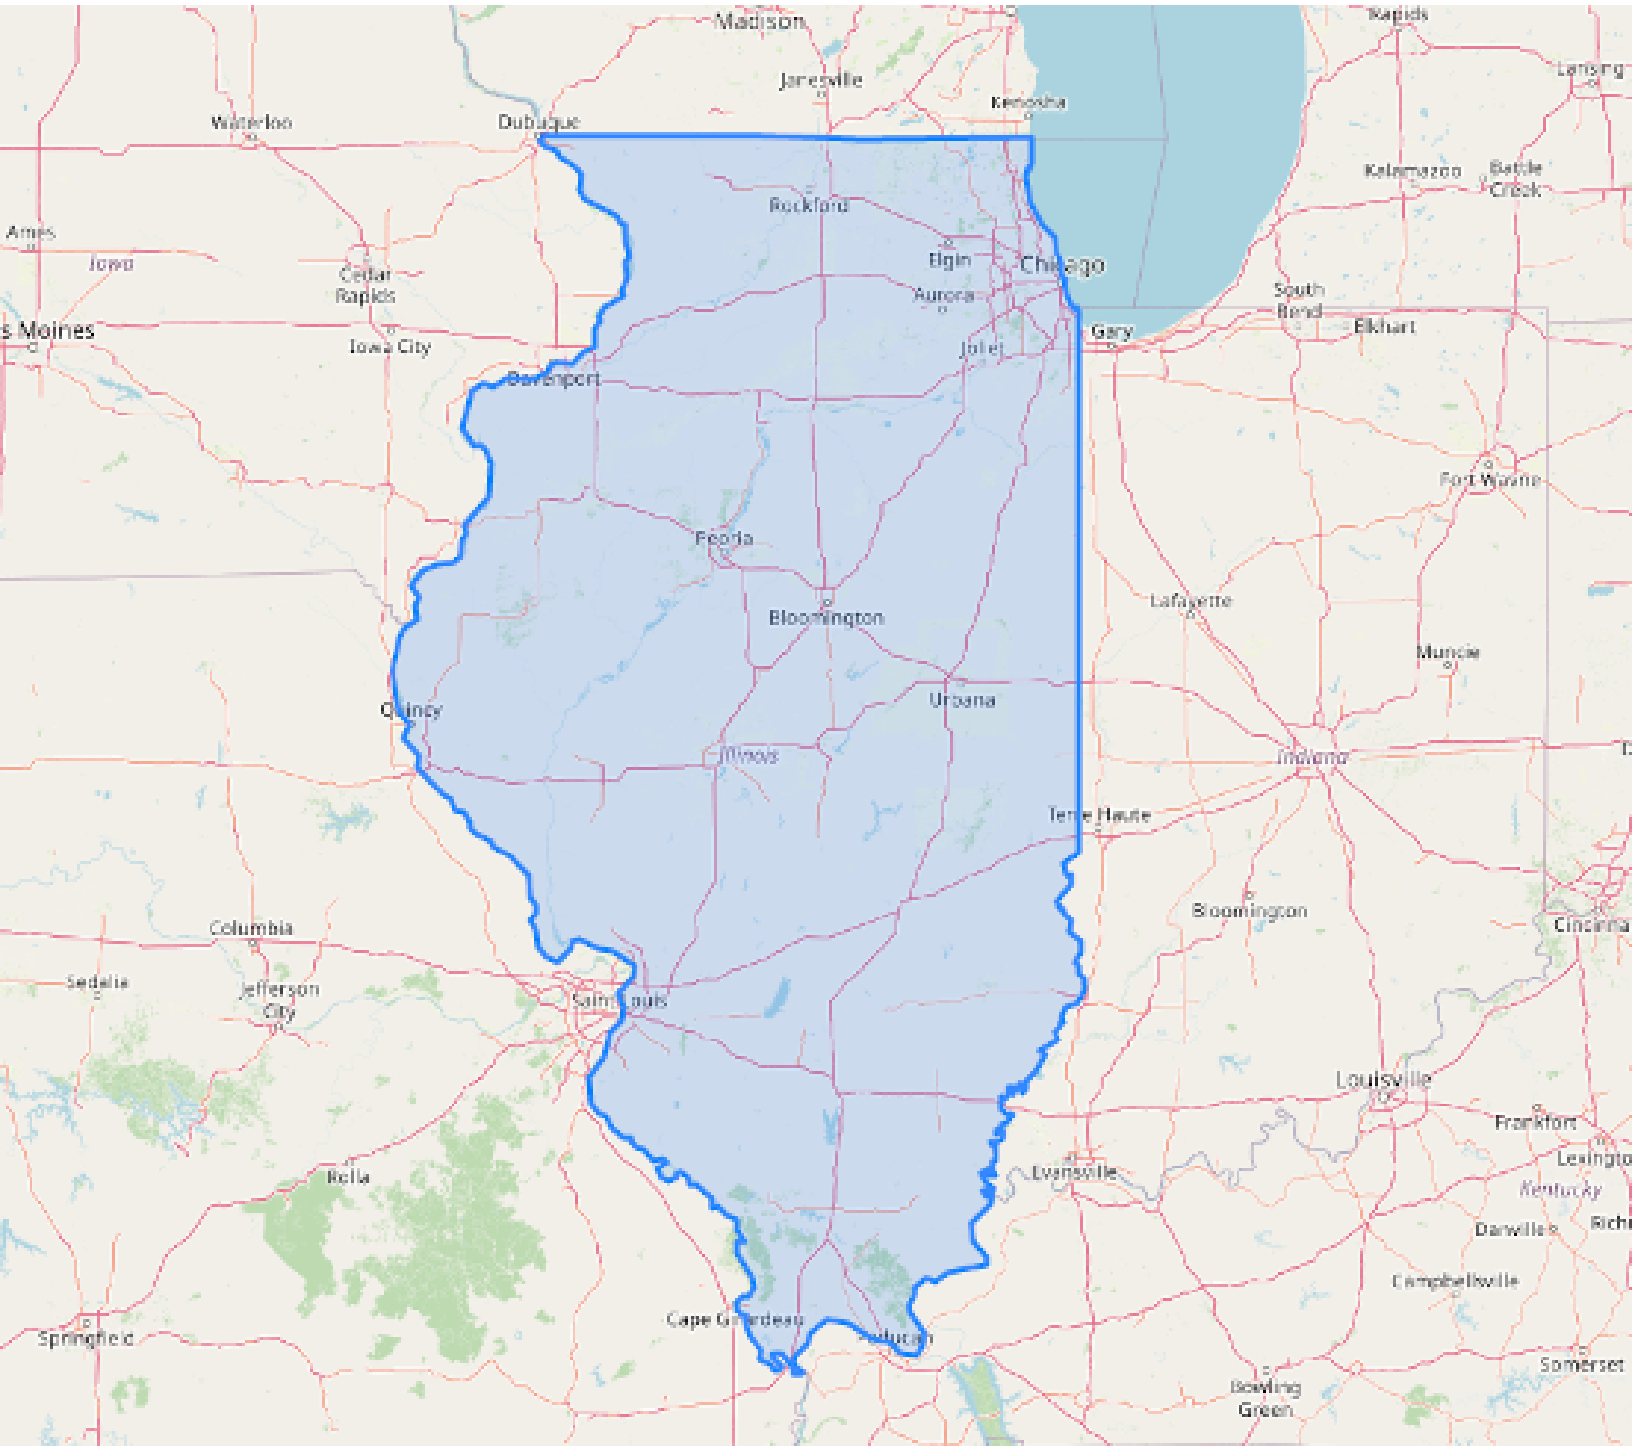 Madison
Rapids
Janesville
Lansing
Kenosha
Waterloo
Dubuque
Kalamazoo
Battle
Creek
Rockford
Ames
Iowa
Elgin
Chicago
Cedar
Rapids
Aurora
South
Bend
s Moines
Iowa City
Gary
Elkhart
Joliet
Davenport
Fort Wayne
Peoria
Bloomington
Lafayette
Muncie
Urbana
Quincy
Illinois
Indiana
Terre Haute
Bloomington
Columbia
Cincinna
Sedalia
Jefferson
City
Saint Louis
Louisville
Frankfort
Lexingto
Rolla
Evansville
Kentucky
Danville
Richm
Campbellsville
Cape Girardeau
Paducah
Springfield
Somerset
Bowling
Green